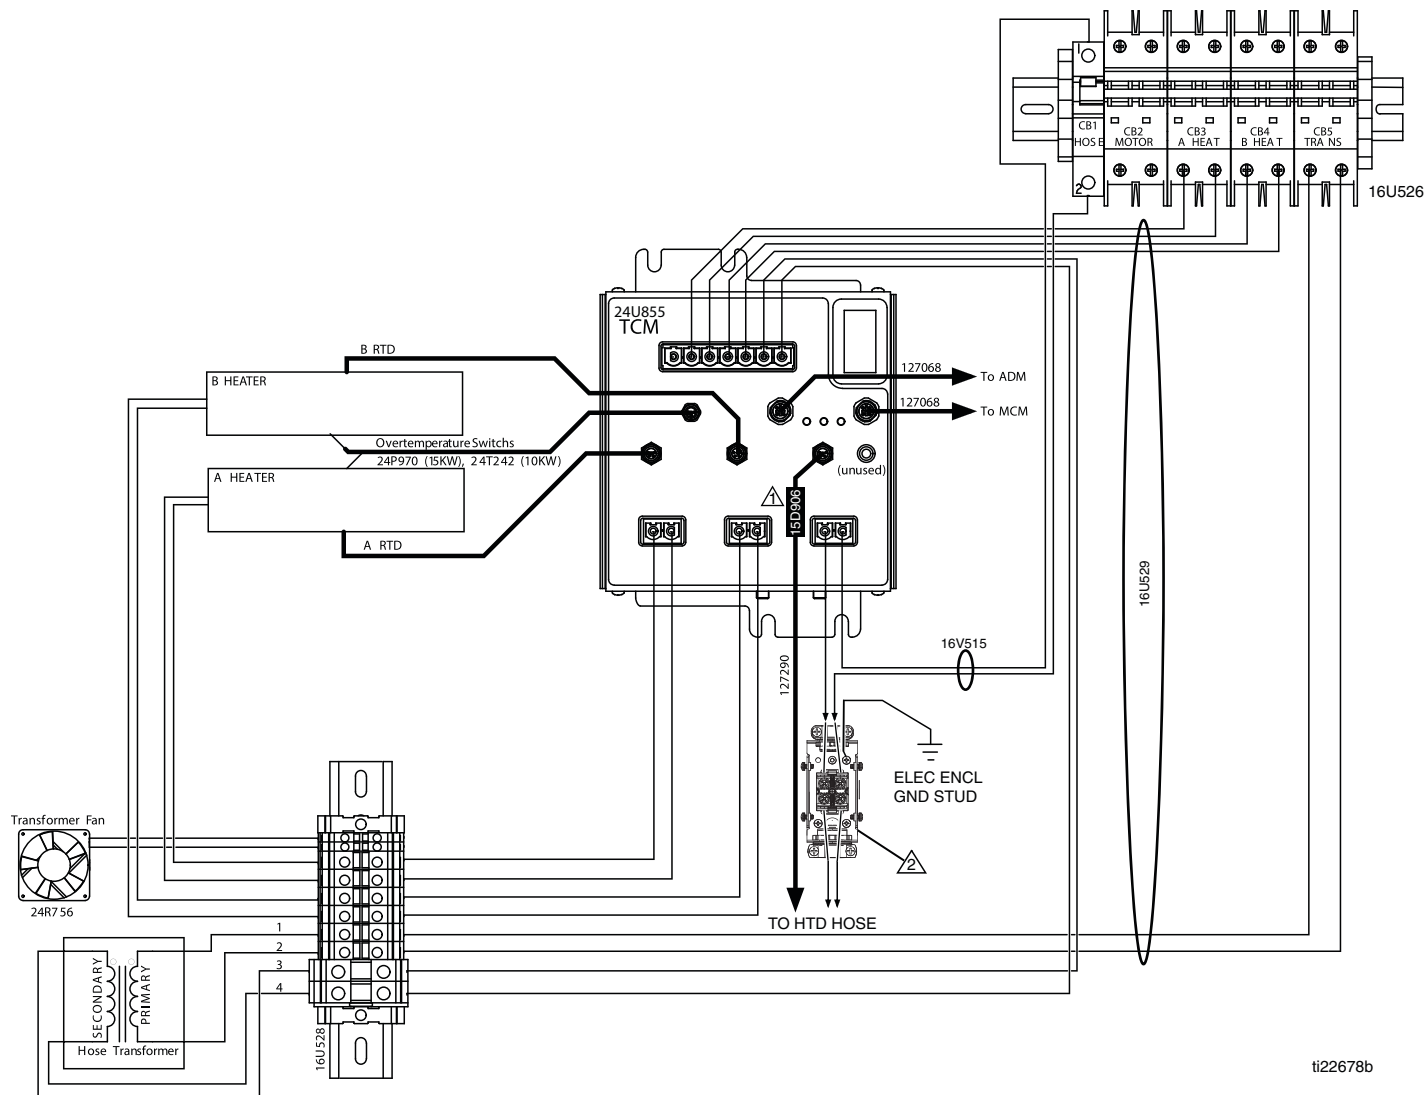 1
CB1
HOSE
2
CB2
MOTOR
CB3
A HEAT
CB4
B HEAT
CB5
TRANS
16U526
24U855
TCM
B RTD
B HEATER
127068
To ADM
127068
To MCM
Overtemperature Switchs
24P970 (15KW), 24T242 (10KW)
A HEATER
(unused)
1
15D906
A RTD
16U529
127290
16V515
ELEC ENCL
GND STUD
Transformer Fan
24R756
2
TO HTD HOSE
1
2
3
4
SECONDARY
PRIMARY
Hose Transformer
16U528
ti22678b